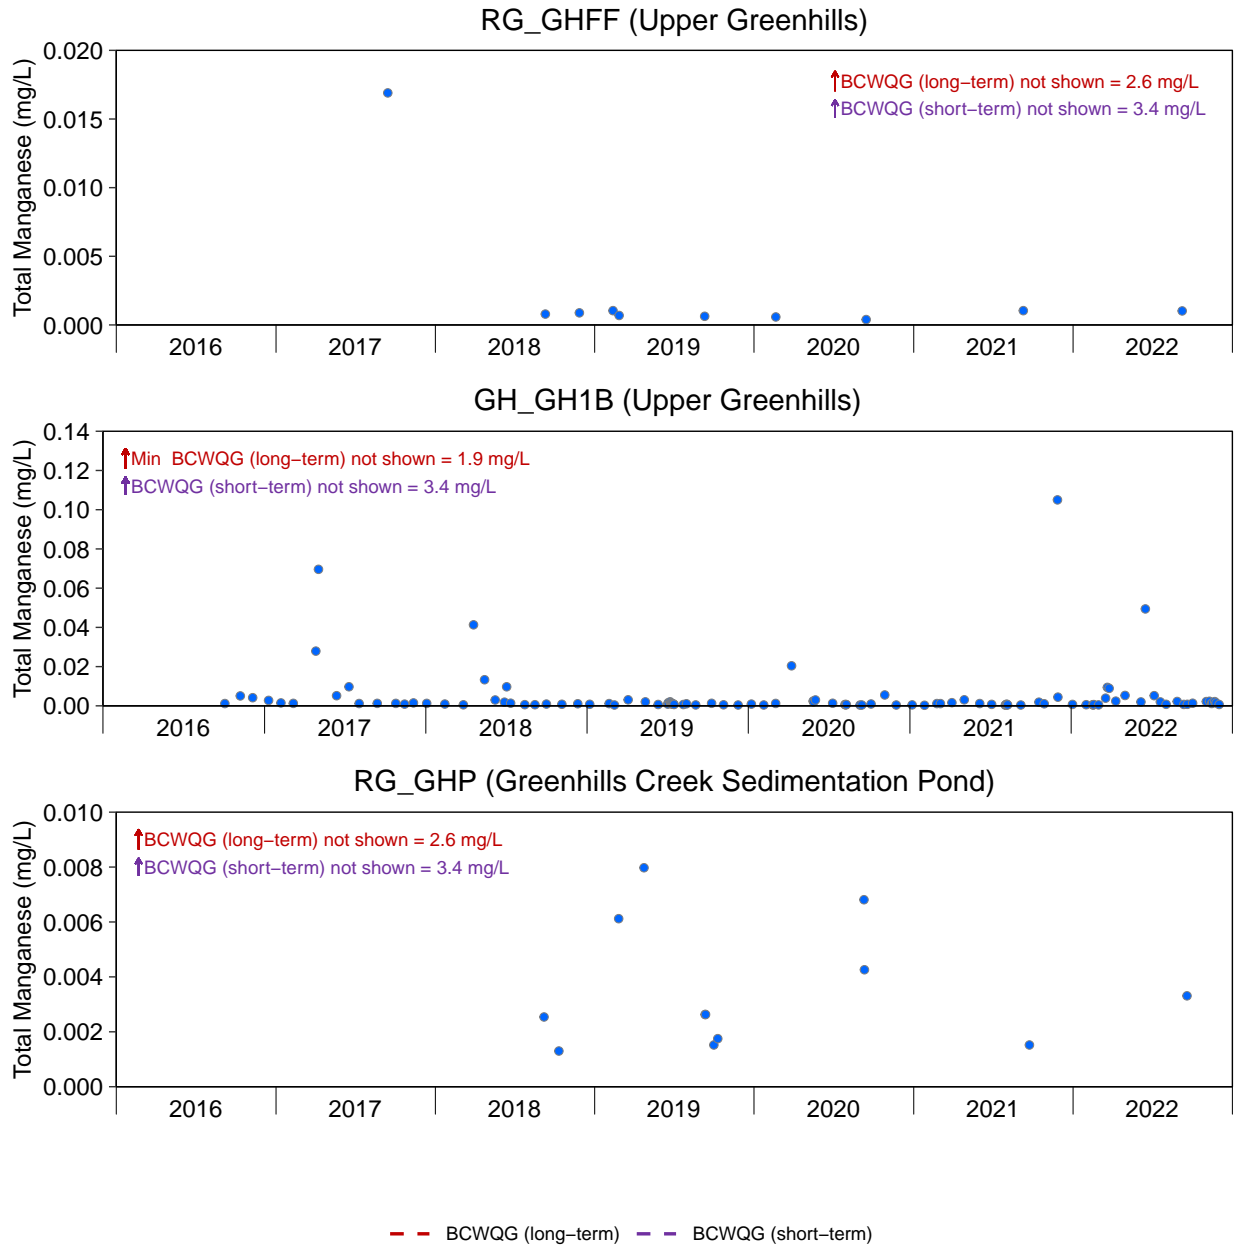 RG_GHFF (Upper Greenhills)
Total Manganese (mg/L)
0.020
0.015
0.010
0.005
0.000
BCWQG (long−term) not shown = 2.6 mg/L
BCWQG (short−term) not shown = 3.4 mg/L
2016 2017 2018 2019 2020 2021 2022
GH_GH1B (Upper Greenhills)
Total Manganese (mg/L)
0.14
0.12
0.10
0.08
0.06
0.04
0.02
0.00
Min BCWQG (long−term) not shown = 1.9 mg/L
BCWQG (short−term) not shown = 3.4 mg/L
2016 2017 2018 2019 2020 2021 2022
RG_GHP (Greenhills Creek Sedimentation Pond)
Total Manganese (mg/L)
0.010
0.008
0.006
0.004
0.002
0.000
BCWQG (long−term) not shown = 2.6 mg/L
BCWQG (short−term) not shown = 3.4 mg/L
2016 2017 2018 2019 2020 2021 2022
BCWQG (long−term) BCWQG (short−term)